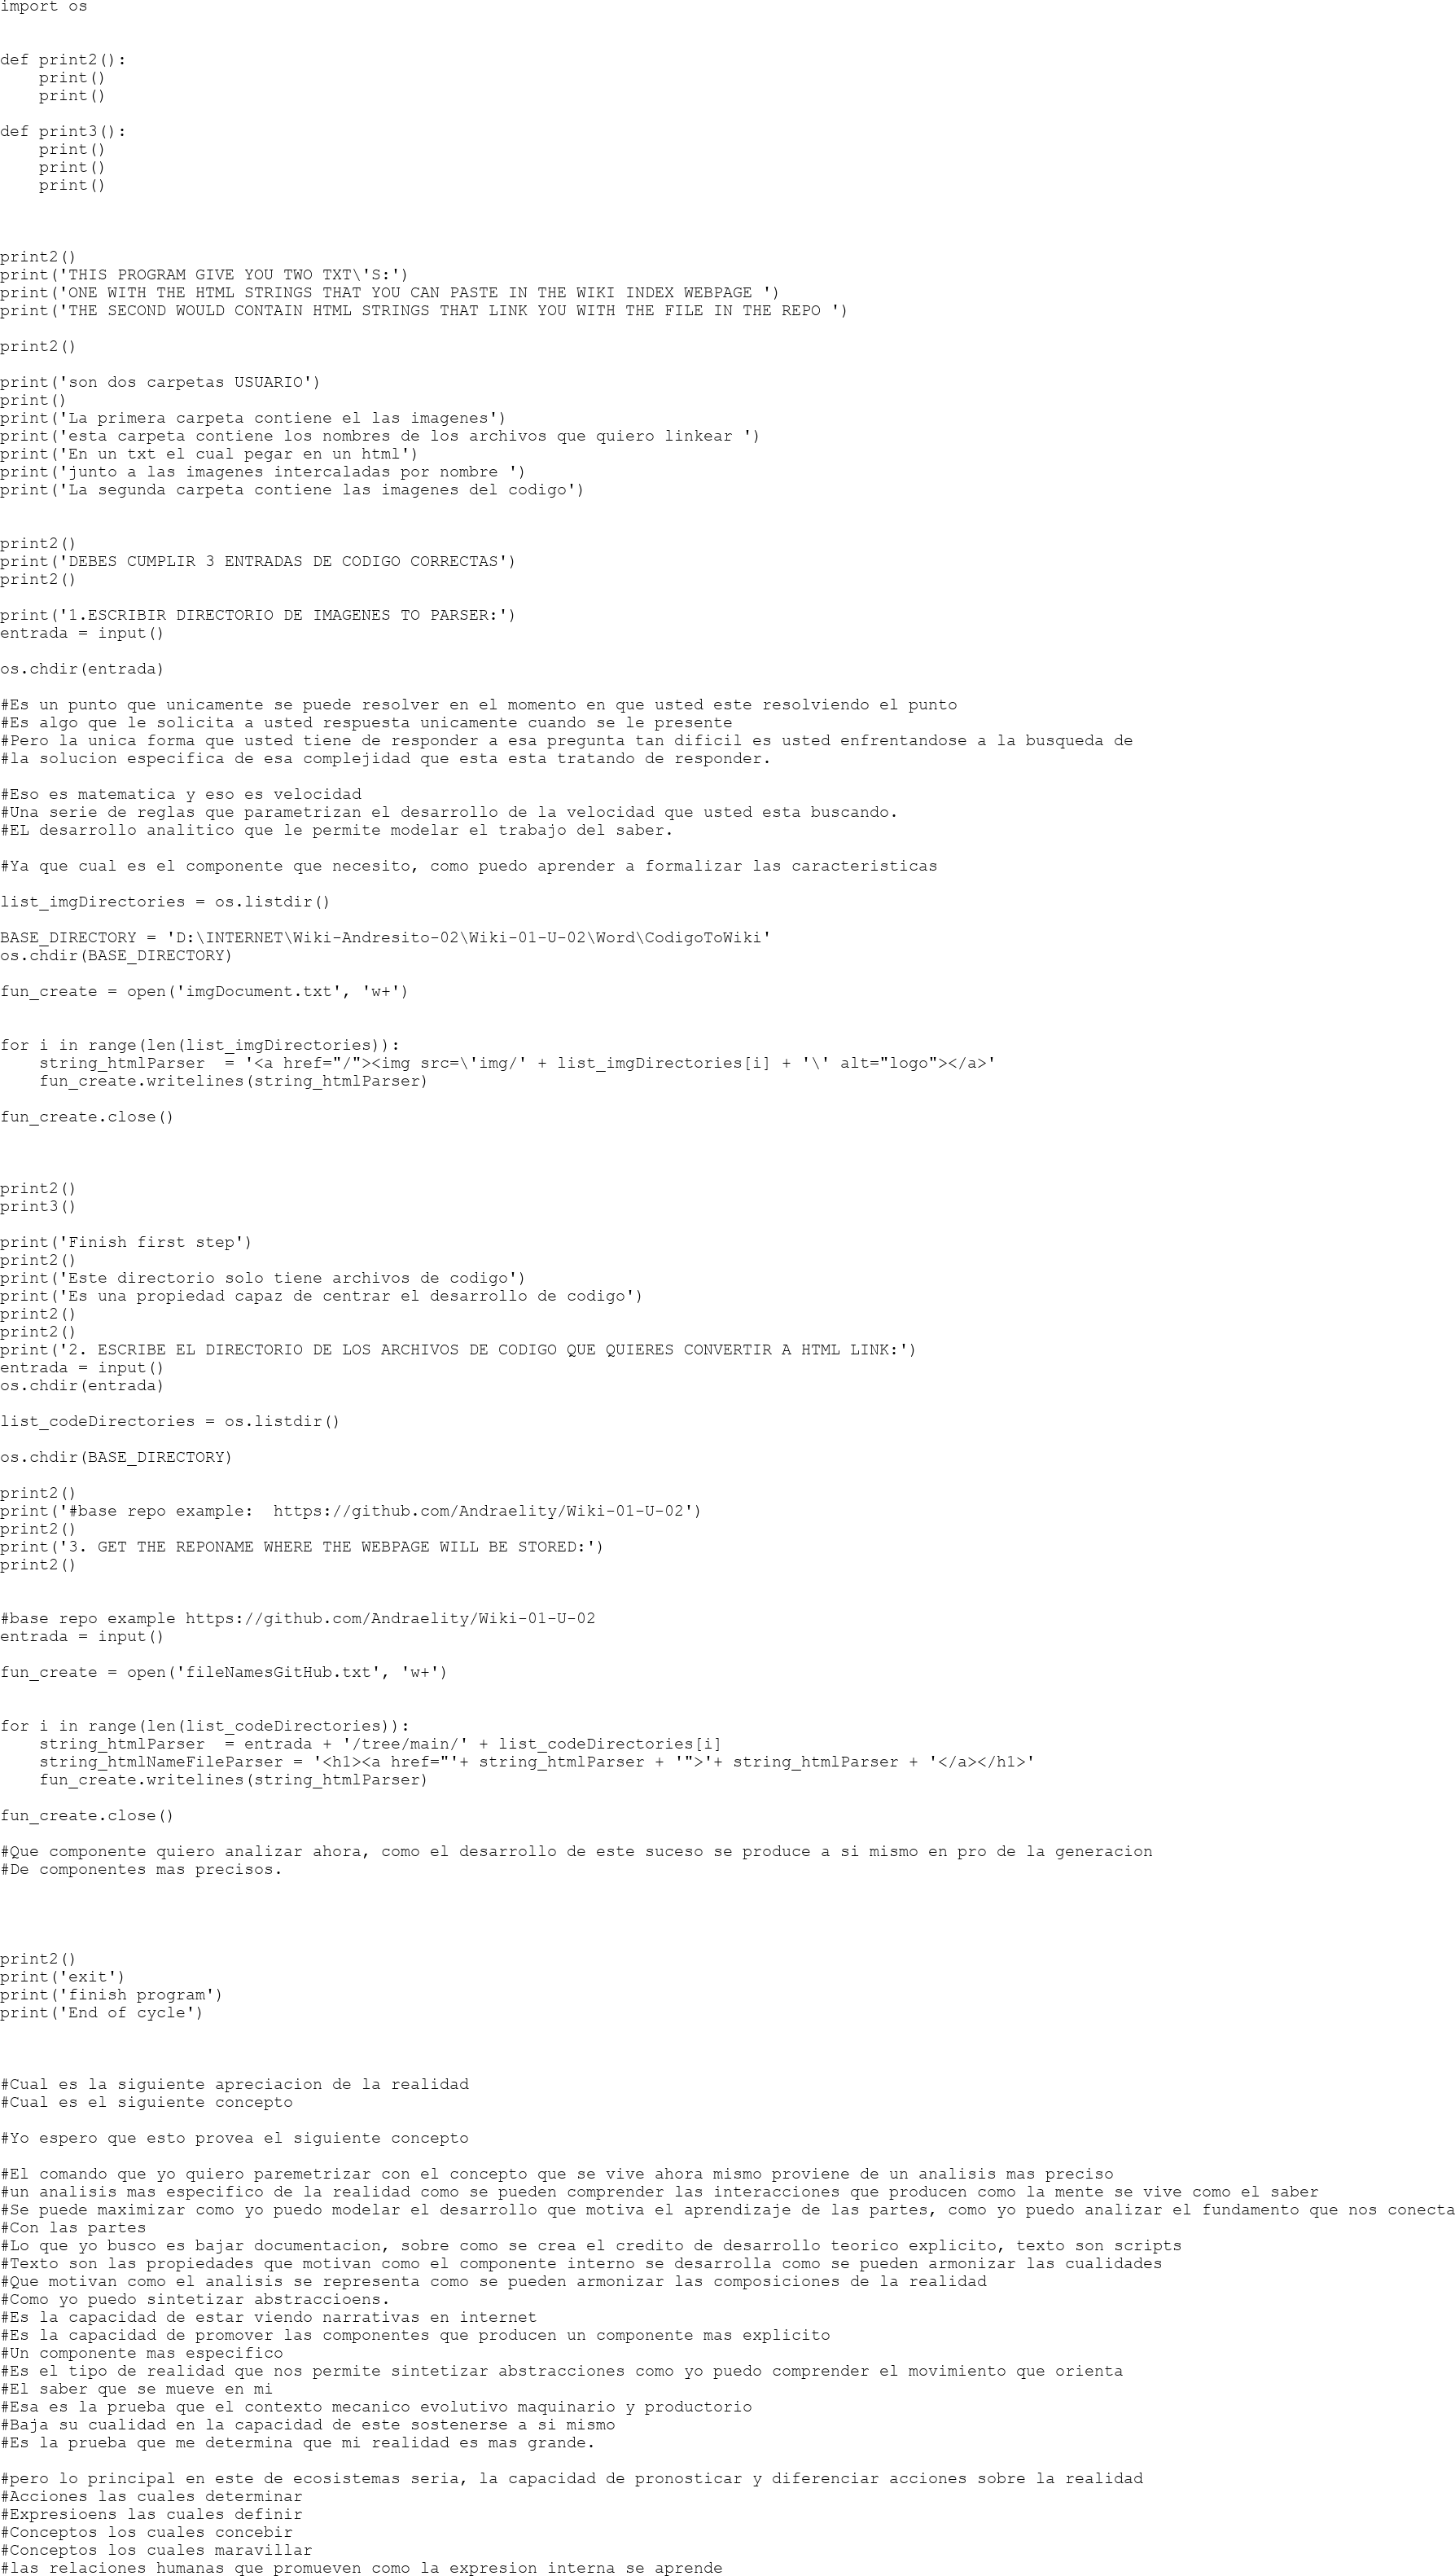 import os
def print2():
    print()
    print()
def print3():
    print()
    print()
    print()
print2()
print('THIS PROGRAM GIVE YOU TWO TXT\'S:')
print('ONE WITH THE HTML STRINGS THAT YOU CAN PASTE IN THE WIKI INDEX WEBPAGE ')
print('THE SECOND WOULD CONTAIN HTML STRINGS THAT LINK YOU WITH THE FILE IN THE REPO ')
print2()
print('son dos carpetas USUARIO')
print()
print('La primera carpeta contiene el las imagenes')
print('esta carpeta contiene los nombres de los archivos que quiero linkear ')
print('En un txt el cual pegar en un html')
print('junto a las imagenes intercaladas por nombre ')
print('La segunda carpeta contiene las imagenes del codigo')
print2()
print('DEBES CUMPLIR 3 ENTRADAS DE CODIGO CORRECTAS')
print2()
print('1.ESCRIBIR DIRECTORIO DE IMAGENES TO PARSER:')
entrada = input()
os.chdir(entrada)
#Es un punto que unicamente se puede resolver en el momento en que usted este resolviendo el punto
#Es algo que le solicita a usted respuesta unicamente cuando se le presente
#Pero la unica forma que usted tiene de responder a esa pregunta tan dificil es usted enfrentandose a la busqueda de
#la solucion especifica de esa complejidad que esta esta tratando de responder.
#Eso es matematica y eso es velocidad
#Una serie de reglas que parametrizan el desarrollo de la velocidad que usted esta buscando.
#EL desarrollo analitico que le permite modelar el trabajo del saber.
#Ya que cual es el componente que necesito, como puedo aprender a formalizar las caracteristicas
list_imgDirectories = os.listdir()
BASE_DIRECTORY = 'D:\INTERNET\Wiki-Andresito-02\Wiki-01-U-02\Word\CodigoToWiki'
os.chdir(BASE_DIRECTORY)
fun_create = open('imgDocument.txt', 'w+')
for i in range(len(list_imgDirectories)):
    string_htmlParser  = '<a href="/"><img src=\'img/' + list_imgDirectories[i] + '\' alt="logo"></a>'
    fun_create.writelines(string_htmlParser)
fun_create.close()
print2()
print3()
print('Finish first step')
print2()
print('Este directorio solo tiene archivos de codigo')
print('Es una propiedad capaz de centrar el desarrollo de codigo')
print2()
print2()
print('2. ESCRIBE EL DIRECTORIO DE LOS ARCHIVOS DE CODIGO QUE QUIERES CONVERTIR A HTML LINK:')
entrada = input()
os.chdir(entrada)
list_codeDirectories = os.listdir()
os.chdir(BASE_DIRECTORY)
print2()
print('#base repo example:  https://github.com/Andraelity/Wiki-01-U-02')
print2()
print('3. GET THE REPONAME WHERE THE WEBPAGE WILL BE STORED:')
print2()
#base repo example https://github.com/Andraelity/Wiki-01-U-02
entrada = input()
fun_create = open('fileNamesGitHub.txt', 'w+')
for i in range(len(list_codeDirectories)):
    string_htmlParser  = entrada + '/tree/main/' + list_codeDirectories[i]
    string_htmlNameFileParser = '<h1><a href="'+ string_htmlParser + '">'+ string_htmlParser + '</a></h1>'
    fun_create.writelines(string_htmlParser)
fun_create.close()
#Que componente quiero analizar ahora, como el desarrollo de este suceso se produce a si mismo en pro de la generacion
#De componentes mas precisos.
print2()
print('exit')
print('finish program')
print('End of cycle')
#Cual es la siguiente apreciacion de la realidad
#Cual es el siguiente concepto
#Yo espero que esto provea el siguiente concepto
#El comando que yo quiero paremetrizar con el concepto que se vive ahora mismo proviene de un analisis mas preciso
#un analisis mas especifico de la realidad como se pueden comprender las interacciones que producen como la mente se vive como el saber
#Se puede maximizar como yo puedo modelar el desarrollo que motiva el aprendizaje de las partes, como yo puedo analizar el fundamento que nos conecta
#Con las partes
#Lo que yo busco es bajar documentacion, sobre como se crea el credito de desarrollo teorico explicito, texto son scripts
#Texto son las propiedades que motivan como el componente interno se desarrolla como se pueden armonizar las cualidades
#Que motivan como el analisis se representa como se pueden armonizar las composiciones de la realidad
#Como yo puedo sintetizar abstraccioens.
#Es la capacidad de estar viendo narrativas en internet
#Es la capacidad de promover las componentes que producen un componente mas explicito
#Un componente mas especifico
#Es el tipo de realidad que nos permite sintetizar abstracciones como yo puedo comprender el movimiento que orienta
#El saber que se mueve en mi
#Esa es la prueba que el contexto mecanico evolutivo maquinario y productorio
#Baja su cualidad en la capacidad de este sostenerse a si mismo
#Es la prueba que me determina que mi realidad es mas grande.
#pero lo principal en este de ecosistemas seria, la capacidad de pronosticar y diferenciar acciones sobre la realidad
#Acciones las cuales determinar
#Expresioens las cuales definir
#Conceptos los cuales concebir
#Conceptos los cuales maravillar
#las relaciones humanas que promueven como la expresion interna se aprende